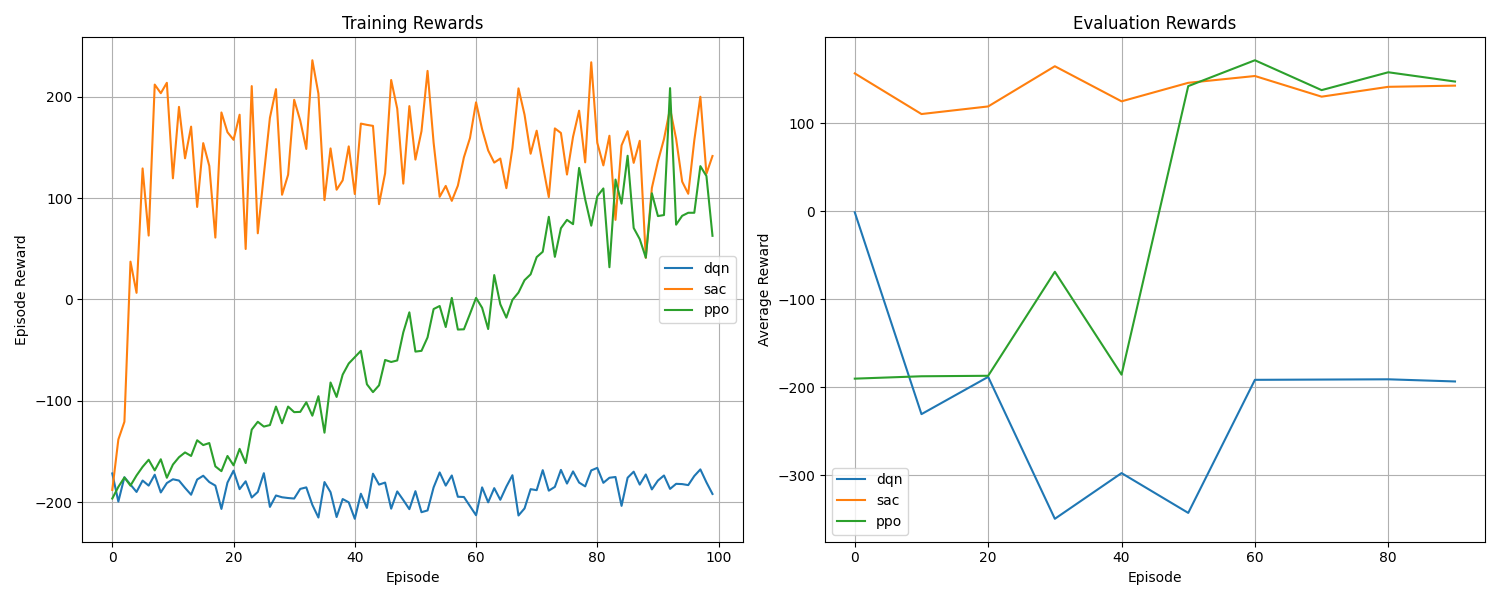 Training Rewards
Episode Reward
200
100
0
−100
−200
0
20
40
60
80
100
Episode
dqn
sac
ppo
Evaluation Rewards
Average Reward
100
0
−100
−200
−300
0
20
40
60
80
Episode
dqn
sac
ppo